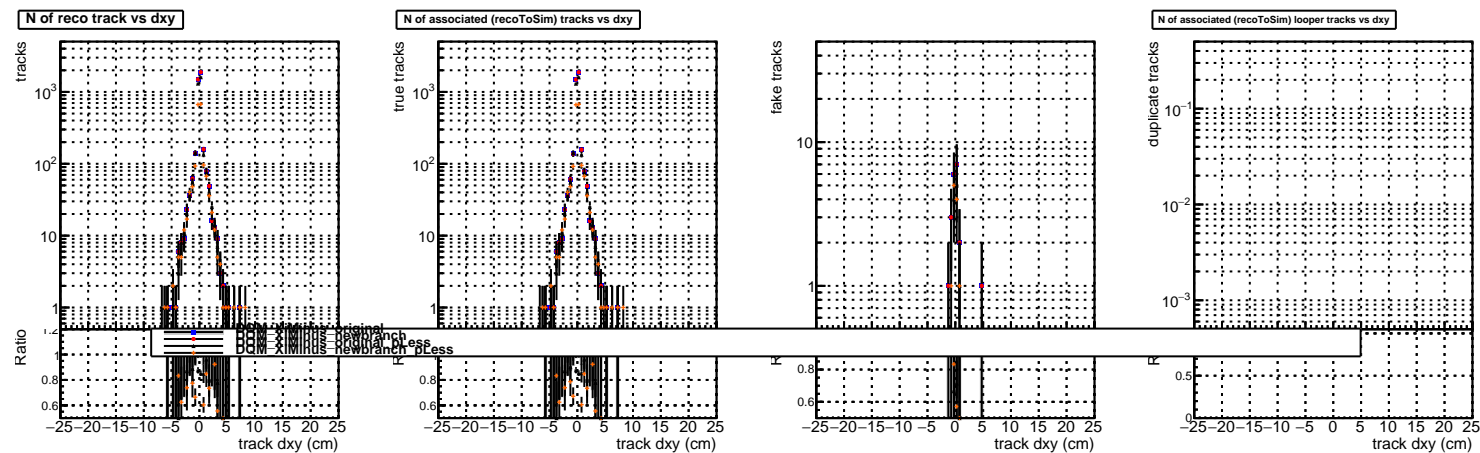 N of reco track vs dxy
tracks
10³
10²
10
1
1.2
Ratio
1
0.8
0.6
−25 −20 −15 −10 −5 0 5 10 15 20 25
track dxy (cm)
N of associated (recoToSim) tracks vs dxy
true tracks
10³
10²
10
1
0.8
0.6
−25 −20 −15 −10 −5 0 5 10 15 20 25
track dxy (cm)
fake tracks
10
1
0.8
0.6
−25 −20 −15 −10 −5 0 5 10 15 20 25
track dxy (cm)
N of associated (recoToSim) looper tracks vs dxy
duplicate tracks
10⁻¹
10⁻²
10⁻³
0.5
0
−25 −20 −15 −10 −5 0 5 10 15 20 25
track dxy (cm)
DQM_XiMinus_original
DQM_XiMinus_newbranch
DQM_XiMinus_original_pLess
DQM_XiMinus_newbranch_pLess